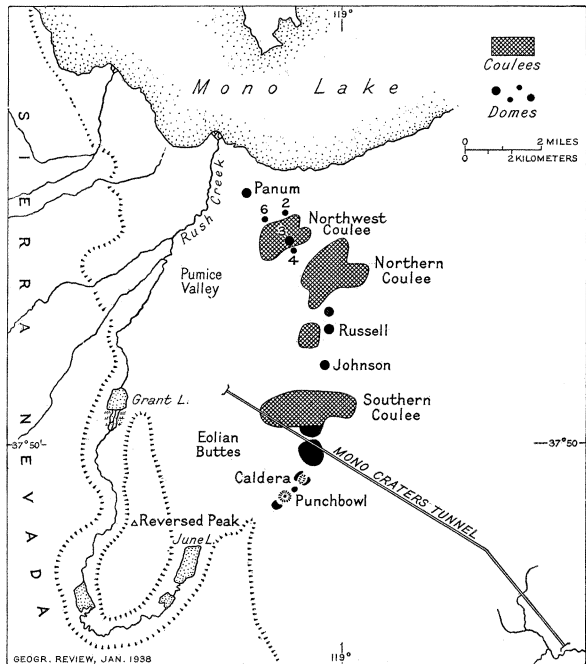 119°
Mono Lake
Coulees
Domes
0 2 MILES
0 2 KILOMETERS
SIERRA NEVADA
Rush Creek
Panum
6 2
Northwest
Coulee
3
4
Northern
Coulee
Pumice
Valley
Russell
Johnson
Grant L.
Southern
Coulee
37°50'
37°50
Eolian
Buttes
MONO CRATERS TUNNEL
Caldera
Punchbowl
Reversed Peak
June L.
GEOGR. REVIEW, JAN. 1938
119°